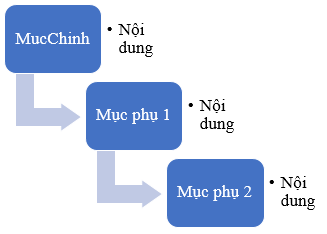 MucChinh
• Nội
dung
Mục phụ 1
• Nội
dung
Mục phụ 2
• Nội
dung